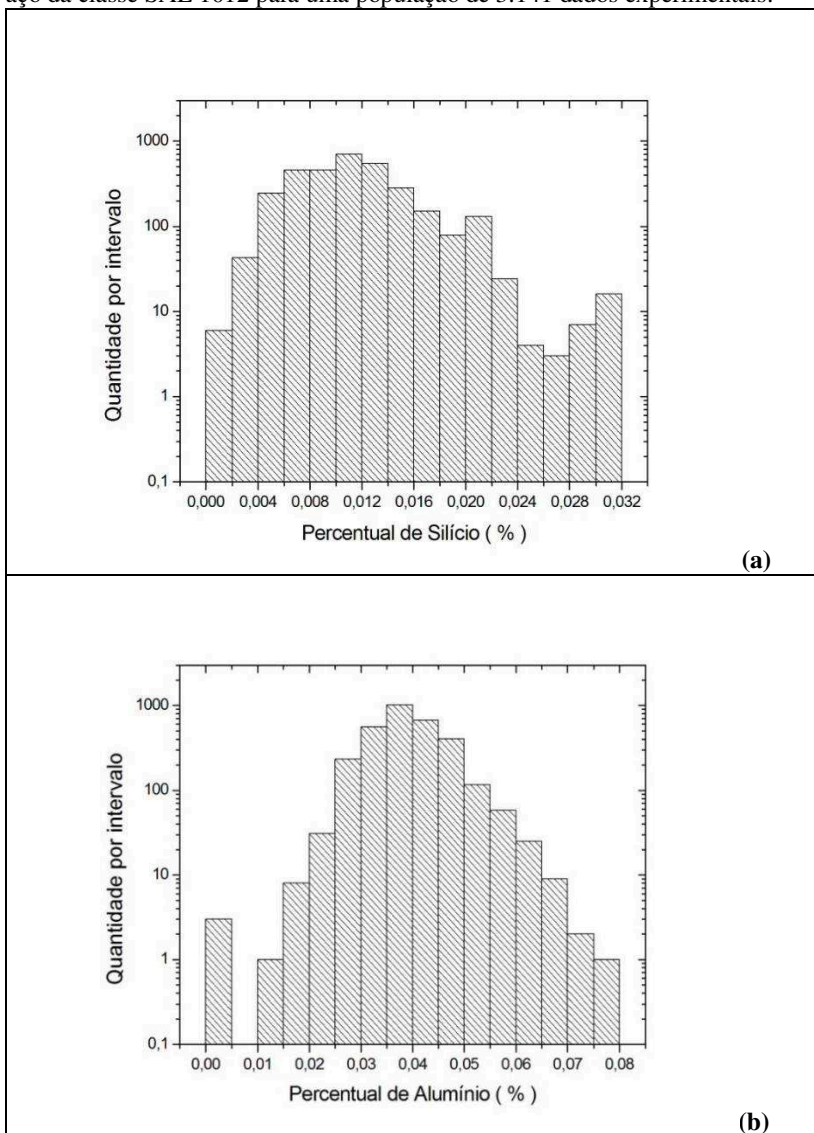 aço da classe SAE 1012 para uma população de 3.141 dados experimentais.
Quantidade por intervalo
1000
100
10
1
0,1
0,000 0,004 0,008 0,012 0,016 0,020 0,024 0,028 0,032
Percentual de Silício ( % )
(a)
Quantidade por intervalo
1000
100
10
1
0,1
0,00 0,01 0,02 0,03 0,04 0,05 0,06 0,07 0,08
Percentual de Alumínio ( % )
(b)